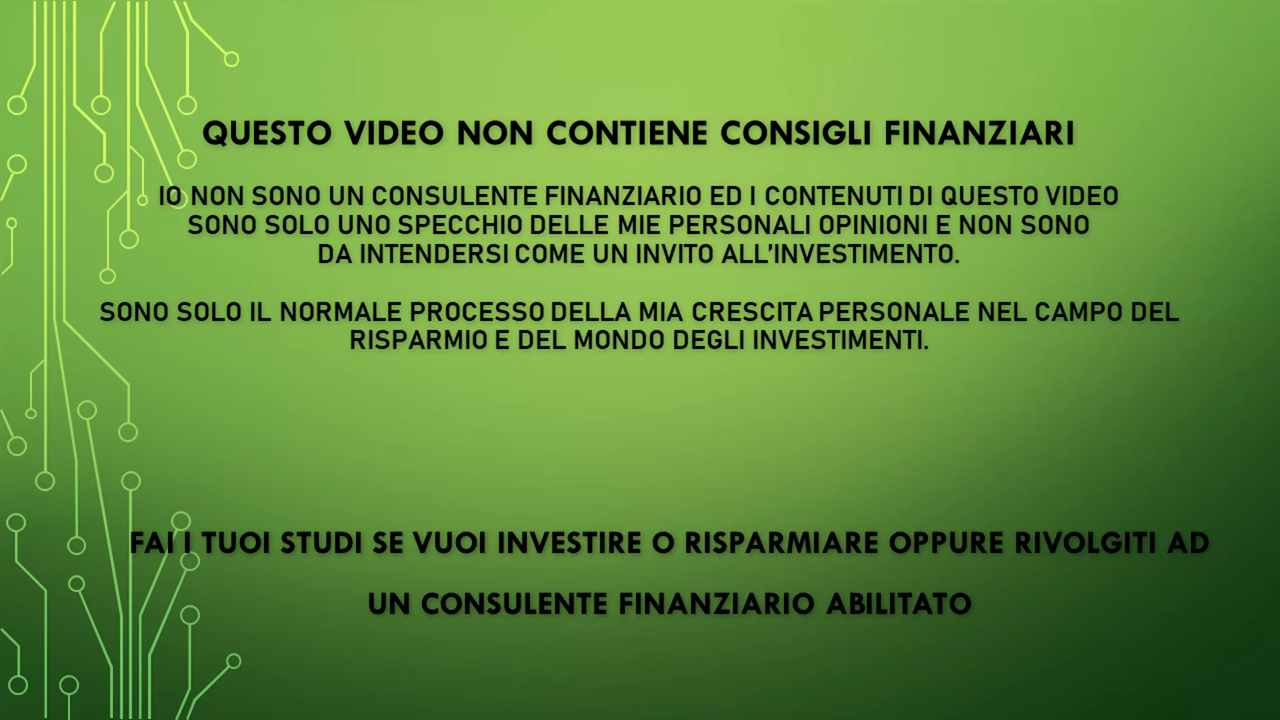 QUESTO VIDEO NON CONTIENE CONSIGLI FINANZIARI
IO NON SONO UN CONSULENTE FINANZIARIO ED I CONTENUTI DI QUESTO VIDEO
SONO SOLO UNO SPECCHIO DELLE MIE PERSONALI OPINIONI E NON SONO
DA INTENDERSI COME UN INVITO ALL'INVESTIMENTO.
SONO SOLO IL NORMALE PROCESSO DELLA MIA CRESCITA PERSONALE NEL CAMPO DEL
RISPARMIO E DEL MONDO DEGLI INVESTIMENTI.
FAI I TUOI STUDI SE VUOI INVESTIRE O RISPARMIARE OPPURE RIVOLGITI AD
UN CONSULENTE FINANZIARIO ABILITATO